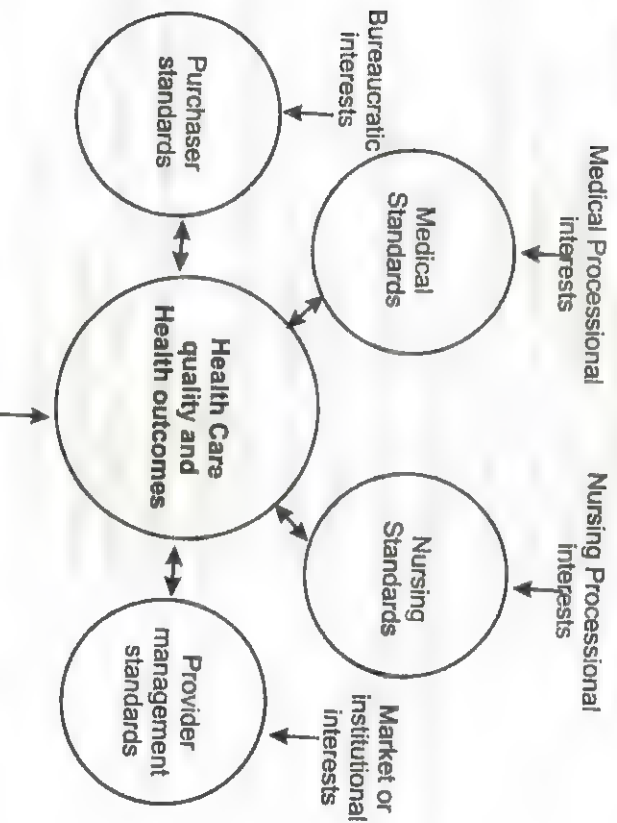 Medical Processional
interests
Nursing Processional
interests
Bureaucratic
interests
Medical
Standards
Nursing
Standards
Market or
institutional
interests
Purchaser
standards
Health Care
quality and
Health outcomes
Provider
management
standards